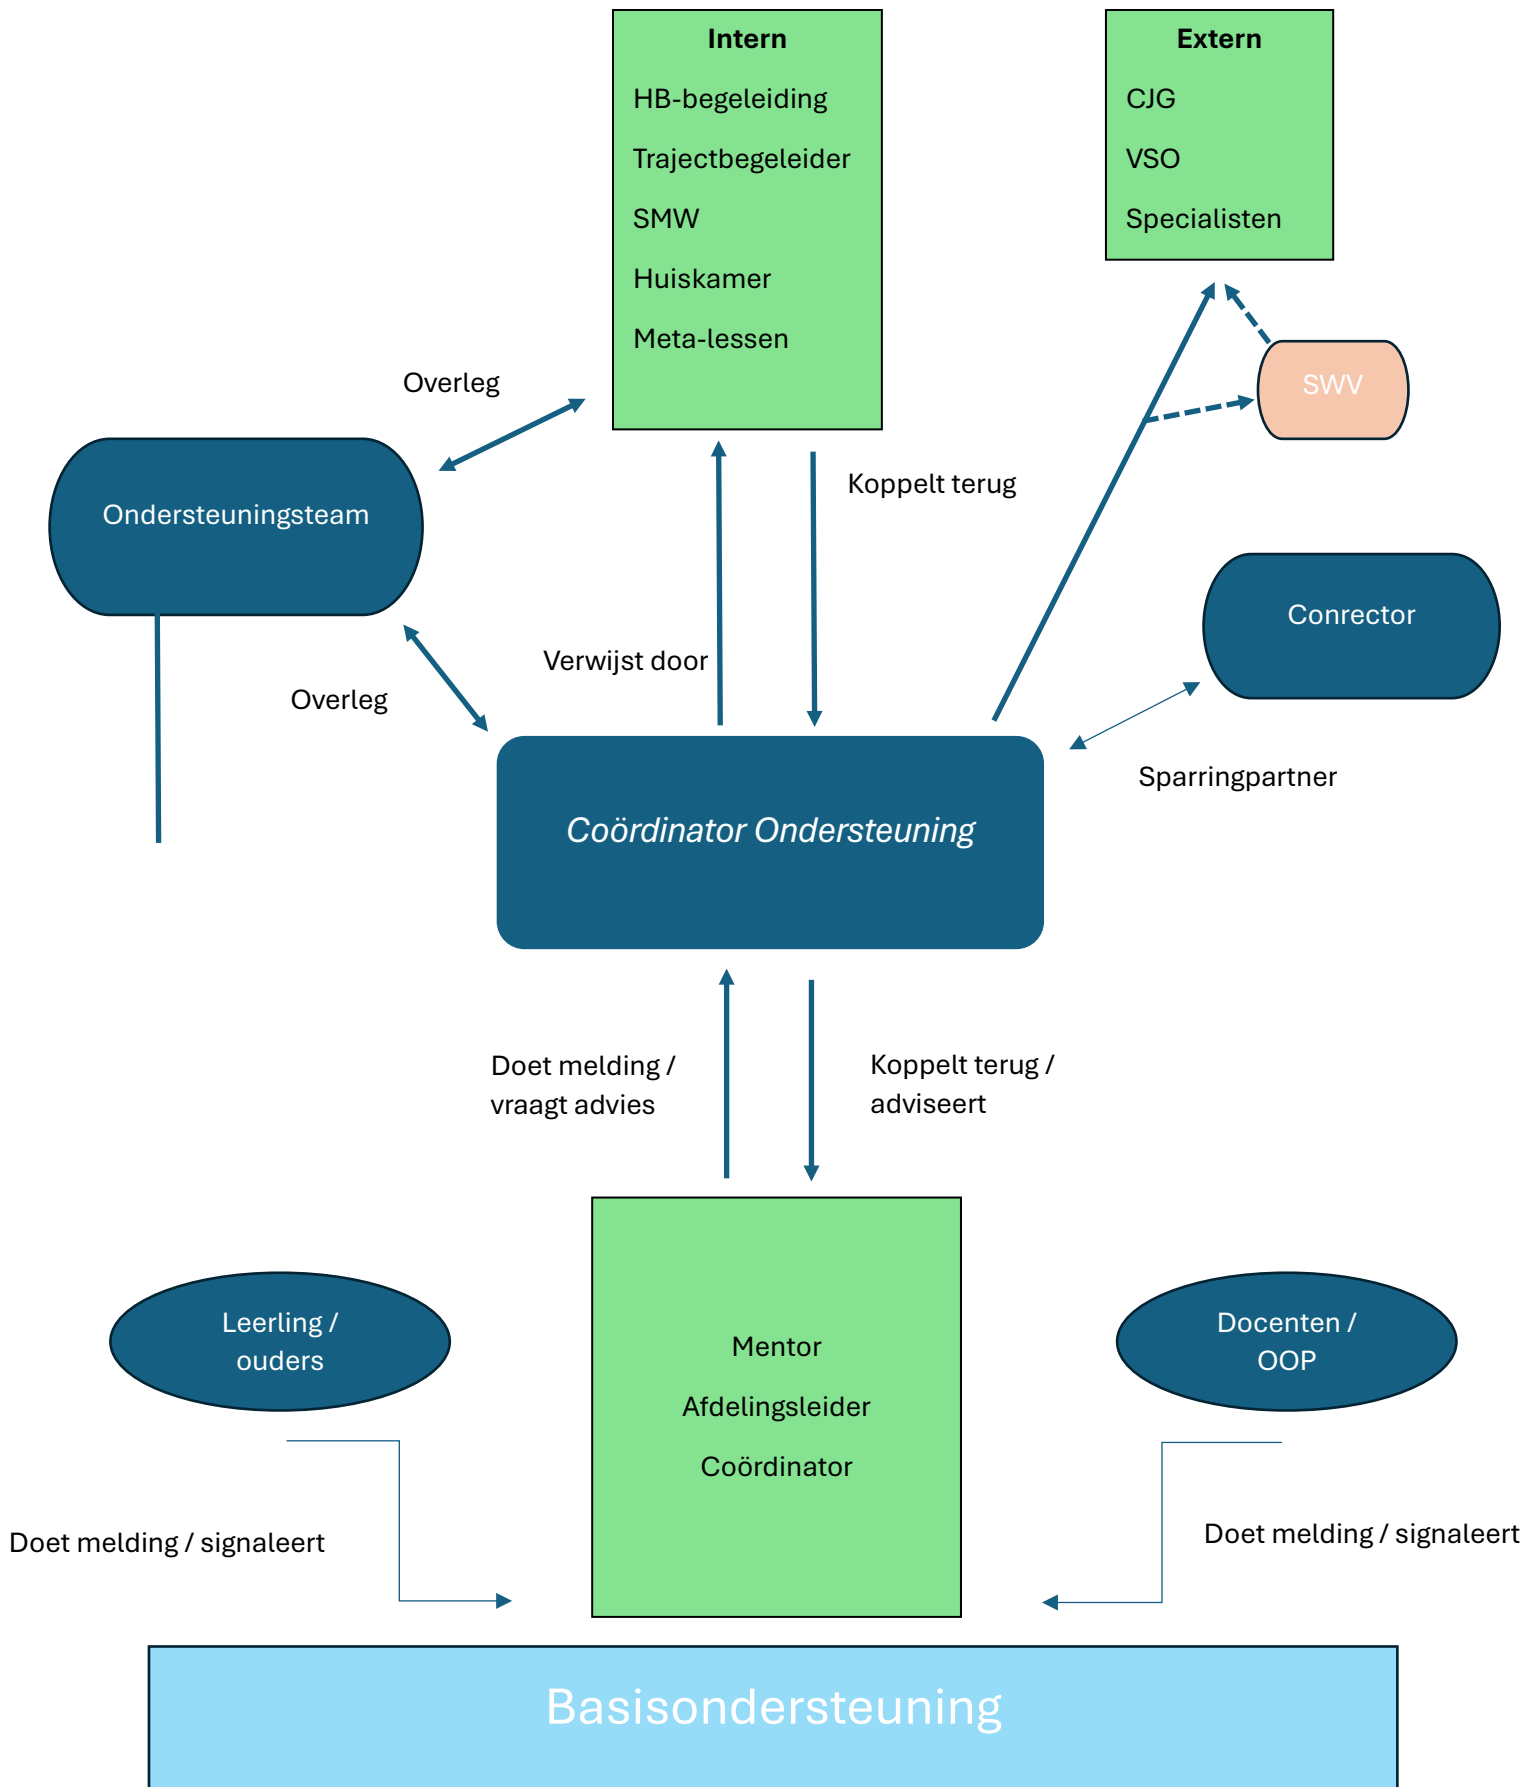 Intern
HB-begeleiding
Trajectbegeleider
SMW
Huiskamer
Meta-lessen
Extern
CJG
VSO
Specialisten
SWV
Overleg
Ondersteuningsteam
Koppelt terug
Conrector
Verwijst door
Overleg
Sparringpartner
Coördinator Ondersteuning
Doet melding /
vraagt advies
Koppelt terug /
adviseert
Leerling /
ouders
Mentor
Afdelingsleider
Coördinator
Docenten /
OOP
Doet melding / signaleert
Doet melding / signaleert
Basisondersteuning